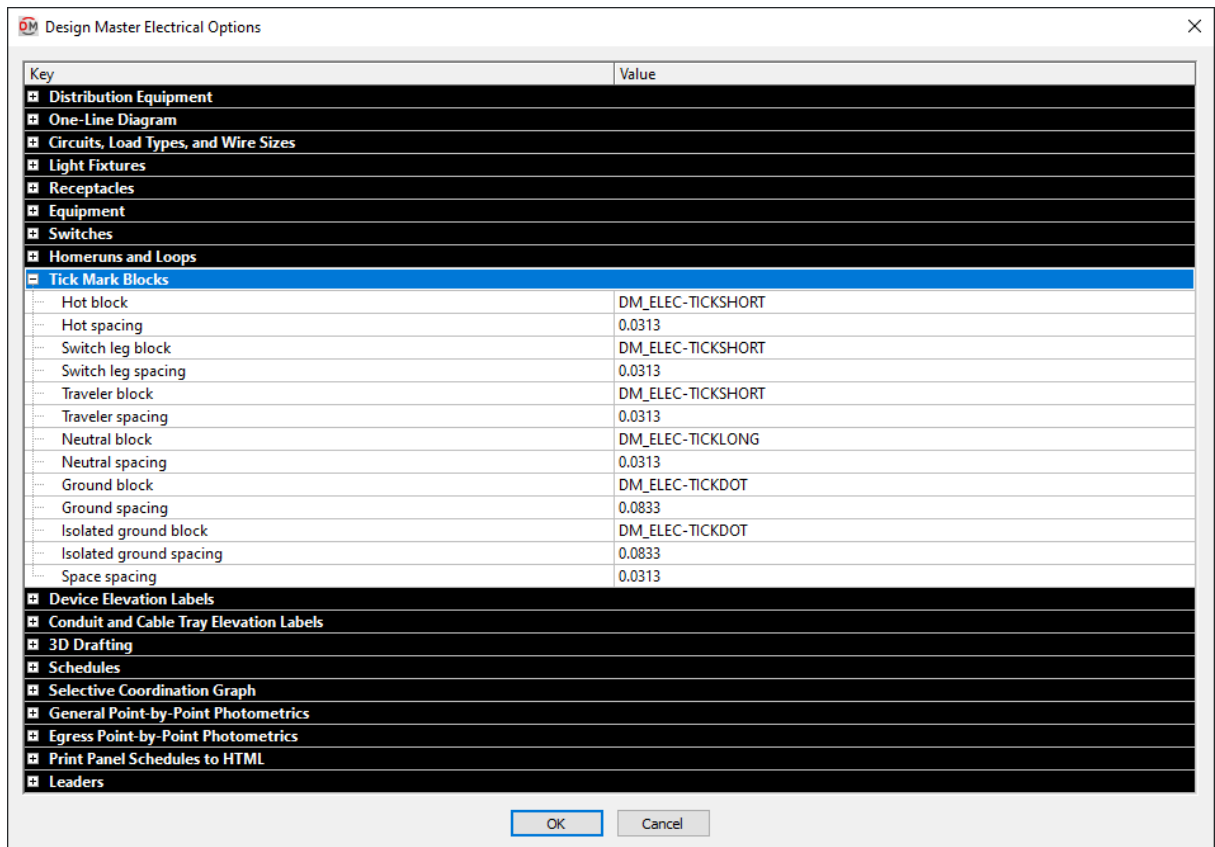 DM Design Master Electrical Options
Key Value
Distribution Equipment
One-Line Diagram
Circuits, Load Types, and Wire Sizes
Light Fixtures
Receptacles
Equipment
Switches
Homeruns and Loops
Tick Mark Blocks
Hot block DM_ELEC-TICKSHORT
Hot spacing 0.0313
Switch leg block DM_ELEC-TICKSHORT
Switch leg spacing 0.0313
Traveler block DM_ELEC-TICKSHORT
Traveler spacing 0.0313
Neutral block DM_ELEC-TICKLONG
Neutral spacing 0.0313
Ground block DM_ELEC-TICKDOT
Ground spacing 0.0833
Isolated ground block DM_ELEC-TICKDOT
Isolated ground spacing 0.0833
Space spacing 0.0313
Device Elevation Labels
Conduit and Cable Tray Elevation Labels
3D Drafting
Schedules
Selective Coordination Graph
General Point-by-Point Photometrics
Egress Point-by-Point Photometrics
Print Panel Schedules to HTML
Leaders
OK Cancel